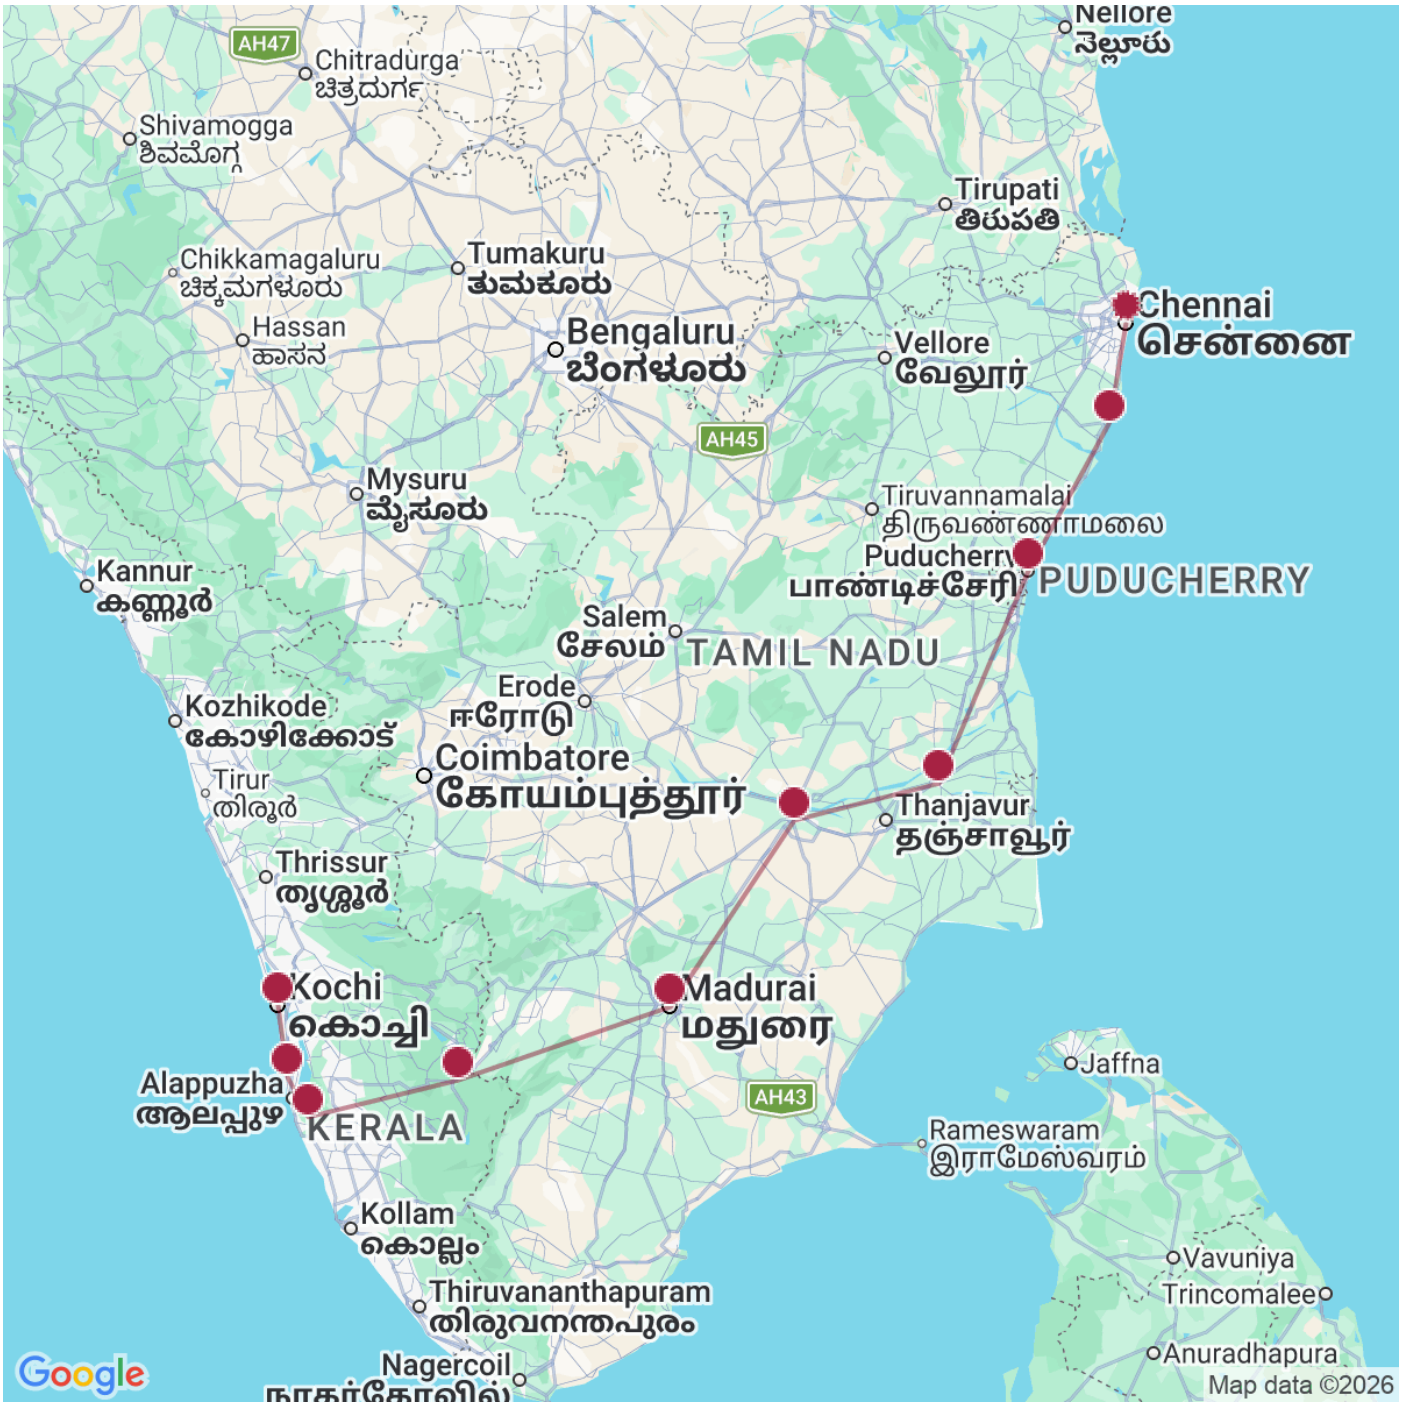 Nellore
నెల్లూరు
AH47
Chitradurga
ಚಿತ್ರದುರ್ಗ
Shivamogga
ಶಿವಮೊಗ್ಗ
Tirupati
తిరుపతి
Chikkamagaluru
ಚಿಕ್ಕಮಗಳೂರು
Tumakuru
ತುಮಕೂರು
Chennai
சென்னை
Hassan
ಹಾಸನ
Bengaluru
ಬೆಂಗಳೂರು
Vellore
வேலூர்
AH45
Mysuru
ಮೈಸೂರು
Tiruvannamalai
திருவண்ணாமலை
Puducherry
பாண்டிச்சேரி
PUDUCHERRY
Kannur
കണ്ണൂർ
Salem
சேலம்
TAMIL NADU
Erode
ஈரோடு
Kozhikode
കോഴിക്കോട്
Coimbatore
கோயம்புத்தூர்
Tirur
തിരൂർ
Thanjavur
தஞ்சாவூர்
Thrissur
തൃശ്ശൂർ
Kochi
കൊച്ചി
Madurai
மதுரை
Alappuzha
ആലപ്പുഴ
KERALA
Jaffna
AH43
Rameswaram
இராமேஸ்வரம்
Kollam
കൊല്ലം
Vavuniya
Trincomalee
Thiruvananthapuram
തിരുവനന്തപുരം
Anuradhapura
Nagercoil
நாகர்கோவில்
Google
Map data ©2026